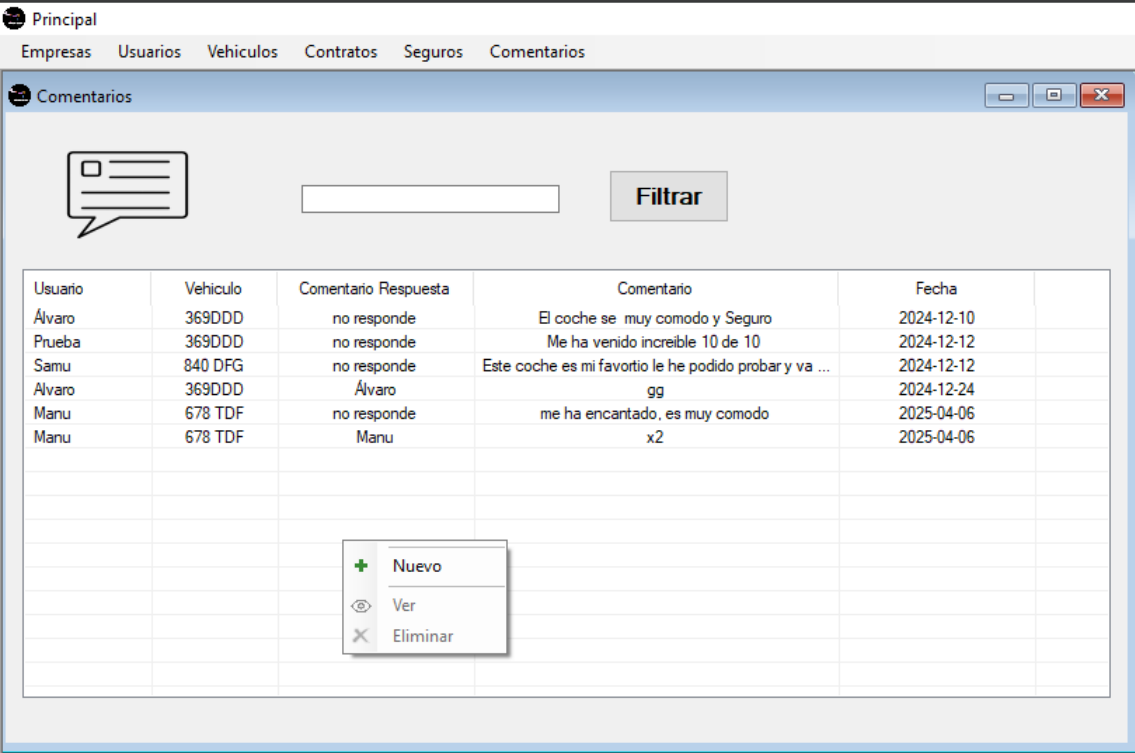 Principal
Empresas Usuarios Vehiculos Contratos Seguros Comentarios
Comentarios
Filtrar
Usuario Vehiculo Comentario Respuesta Comentario Fecha
Álvaro 369DDD no responde El coche se muy comodo y Seguro 2024-12-10
Prueba 369DDD no responde Me ha venido increible 10 de 10 2024-12-12
Samu 840 DFG no responde Este coche es mi favortio le he podido probar y va ... 2024-12-12
Alvaro 369DDD Álvaro gg 2024-12-24
Manu 678 TDF no responde me ha encantado, es muy comodo 2025-04-06
Manu 678 TDF Manu x2 2025-04-06
Nuevo
Ver
Eliminar